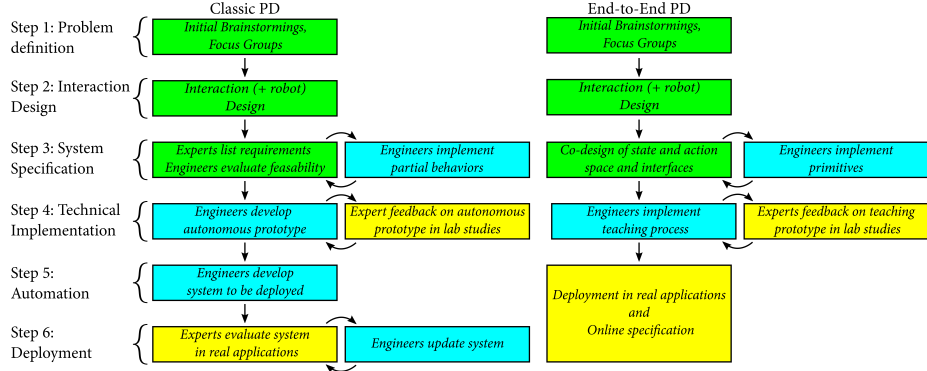 Classic PD
End-to-End PD
Step 1: Problem
definition
Initial Brainstormings,
Focus Groups
Initial Brainstormings,
Focus Groups
Step 2: Interaction
Design
Interaction (+ robot)
Design
Interaction (+ robot)
Design
Step 3: System
Specification
Experts list requirements
Engineers evaluate feasability
Engineers implement
partial behaviors
Co-design of state and action
space and interfaces
Engineers implement
primitives
Step 4: Technical
Implementation
Engineers develop
autonomous prototype
Expert feedback on autonomous
prototype in lab studies
Engineers implement
teaching process
Experts feedback on teaching
prototype in lab studies
Step 5:
Automation
Engineers develop
system to be deployed
Deployment in real applications
and
Online specification
Step 6:
Deployment
Experts evaluate system
in real applications
Engineers update system